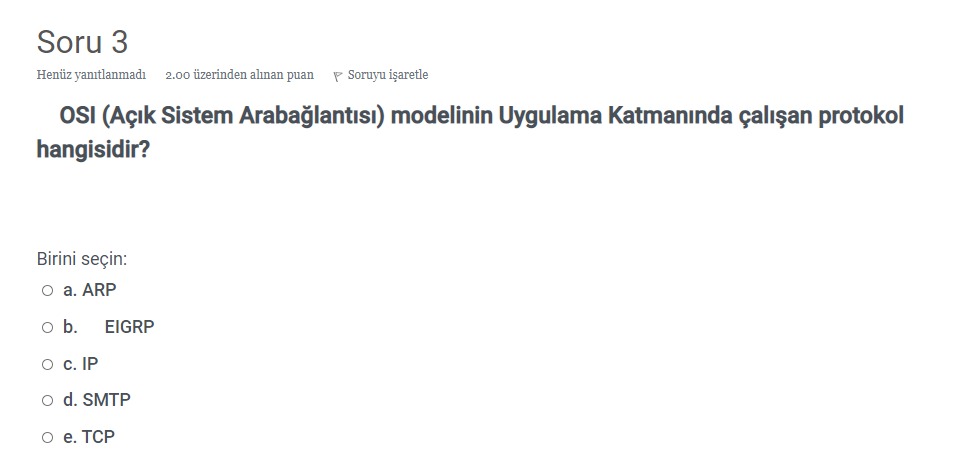 Soru 3
Henüz yanıtlanmadı 2.00 üzerinden alınan puan Soruyu işaretle
OSI (Açık Sistem Arabağlantısı) modelinin Uygulama Katmanında çalışan protokol
hangisidir?
Birini seçin:
a. ARP
b. EIGRP
c. IP
d. SMTP
e. TCP